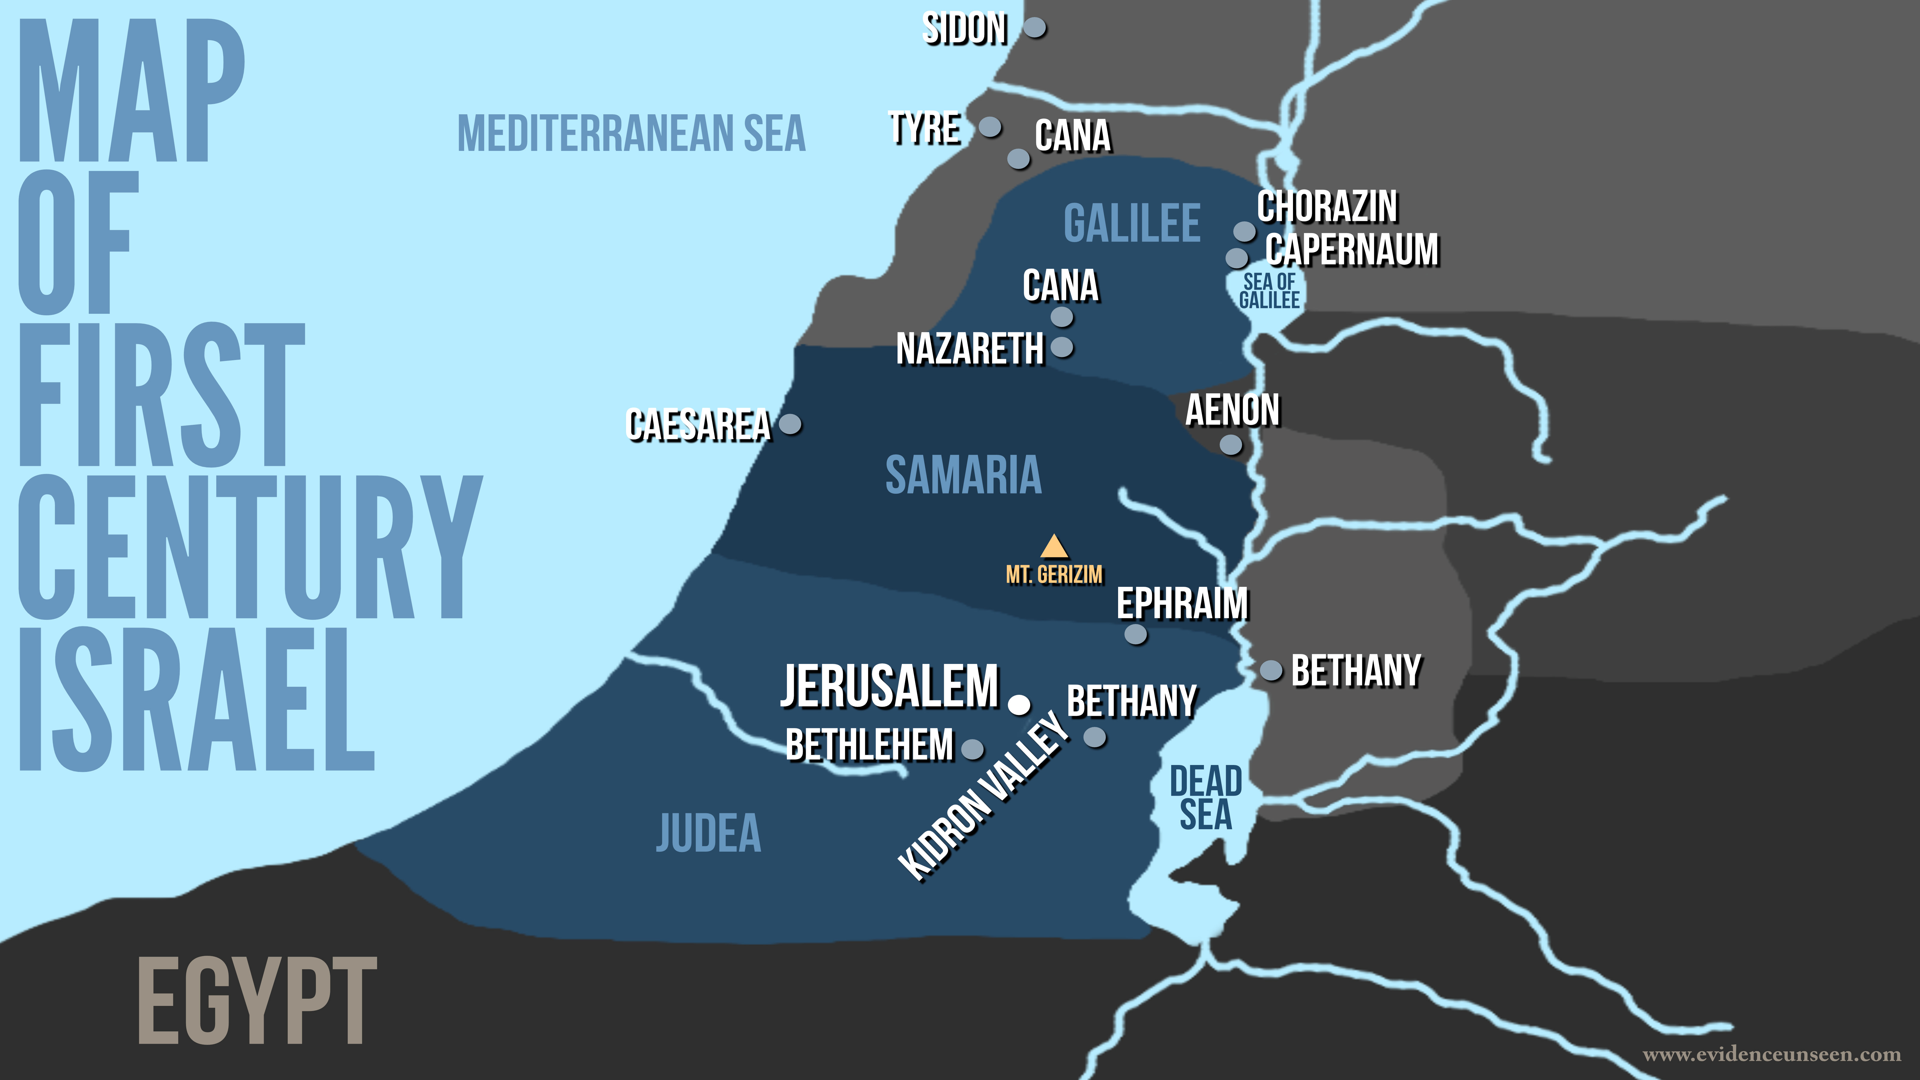 MAP
OF
FIRST
CENTURY
ISRAEL
SIDON
MEDITERRANEAN SEA
TYRE
CANA
CHORAZIN
GALILEE
CAPERNAUM
CANA
SEA OF
GALILEE
NAZARETH
AENON
CAESAREA
SAMARIA
MT. GERIZIM
EPHRAIM
BETHANY
JERUSALEM
BETHANY
BETHLEHEM
KIDRON VALLEY
DEAD
SEA
JUDEA
EGYPT
www.evidenceunseen.com